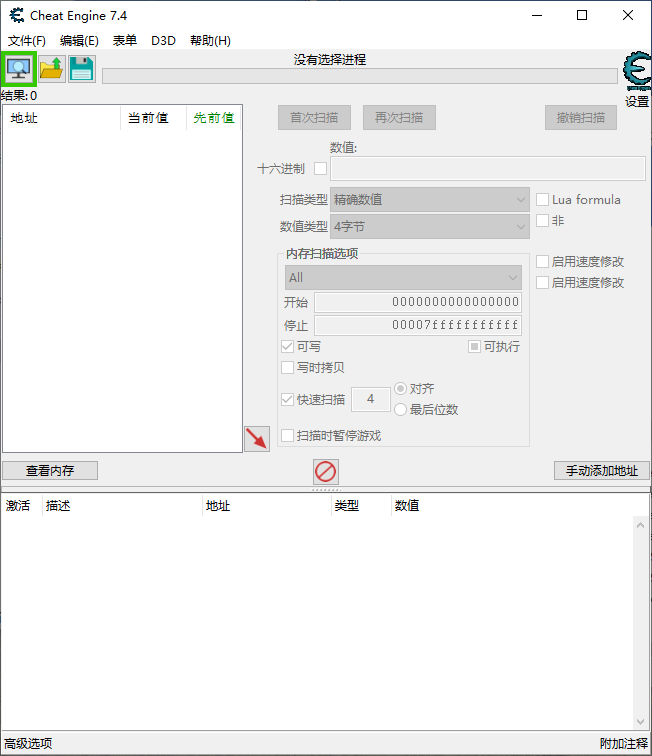 Cheat Engine 7.4
文件(F) 编辑(E) 表单 D3D 帮助(H)
没有选择进程
结果: 0
设置
地址 当前值 先前值
首次扫描 再次扫描 撤销扫描
数值:
十六进制
扫描类型 精确数值 Lua formula
数值类型 4字节 非
内存扫描选项
All
启用速度修改
启用速度修改
开始 0000000000000000
停止 00007fffffffffff
可写 可执行
写时拷贝
快速扫描 4 对齐
最后位数
扫描时暂停游戏
查看内存 手动添加地址
激活 描述 地址 类型 数值
高级选项 附加注释